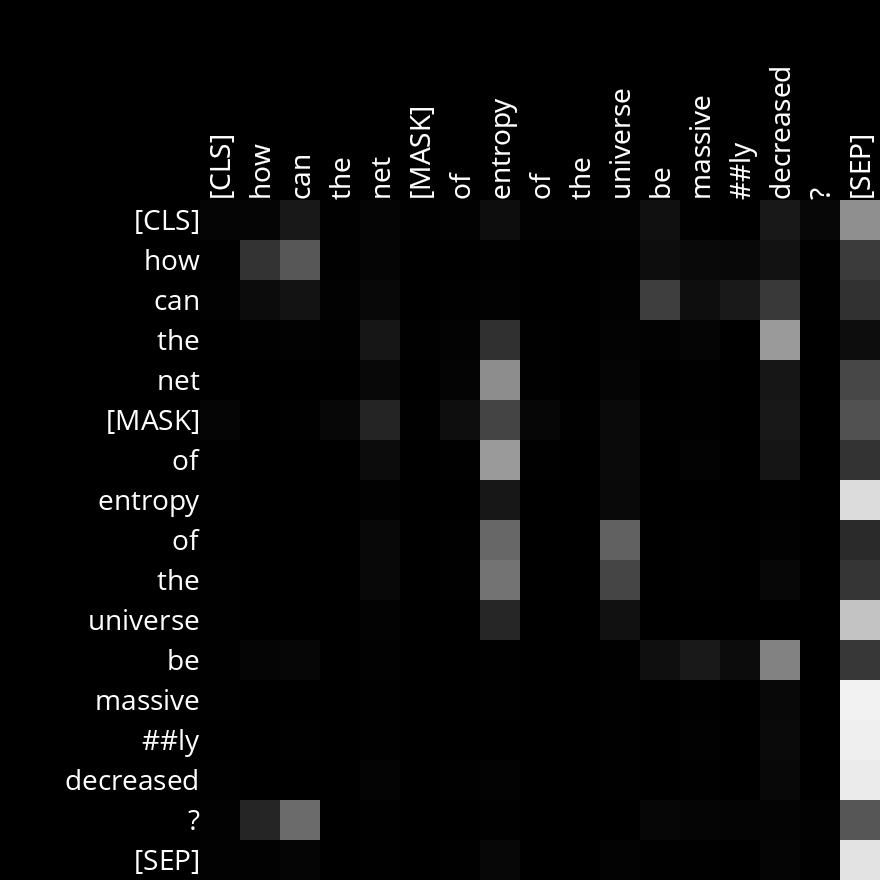 [CLS] how can the net [MASK] of entropy of the universe be massive ##ly decreased ? [SEP]
[CLS]
how
can
the
net
[MASK]
of
entropy
of
the
universe
be
massive
##ly
decreased
?
[SEP]